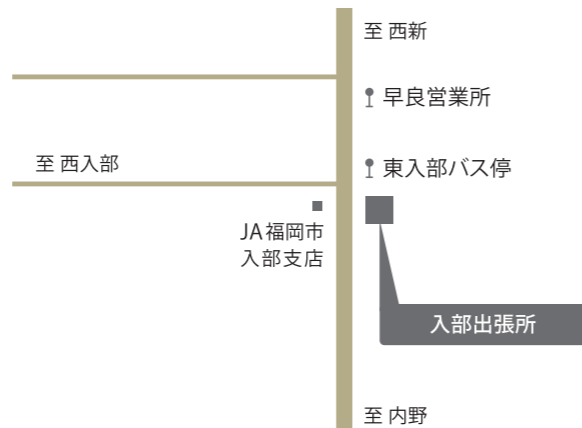 至 西新
早良営業所
至 西入部
東入部バス停
JA福岡市
入部支店
入部出張所
至 内野